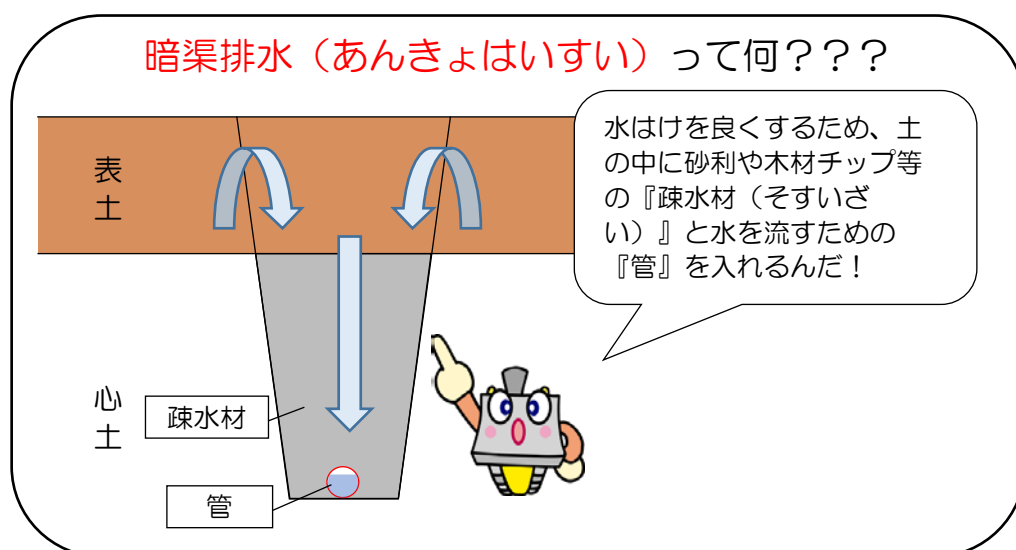 暗渠排水（あんきょはいすい）って何？？？
水はけを良くするため、土
の中に砂利や木材チップ等
の『疎水材（そすいざ
い）』と水を流すための
『管』を入れるんだ！
表
土
心
土
疎水材
管